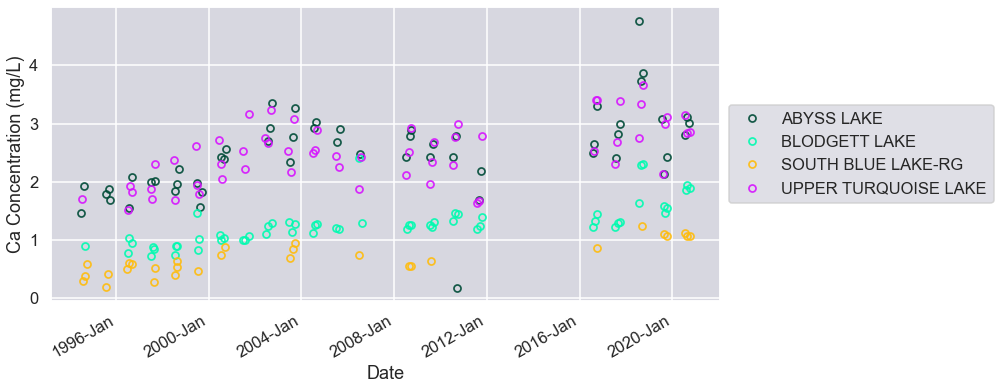 Ca Concentration (mg/L)
4
3
2
1
0
1996-Jan
2000-Jan
2004-Jan
2008-Jan
2012-Jan
2016-Jan
2020-Jan
Date
ABYSS LAKE
BLODGETT LAKE
SOUTH BLUE LAKE-RG
UPPER TURQUOISE LAKE